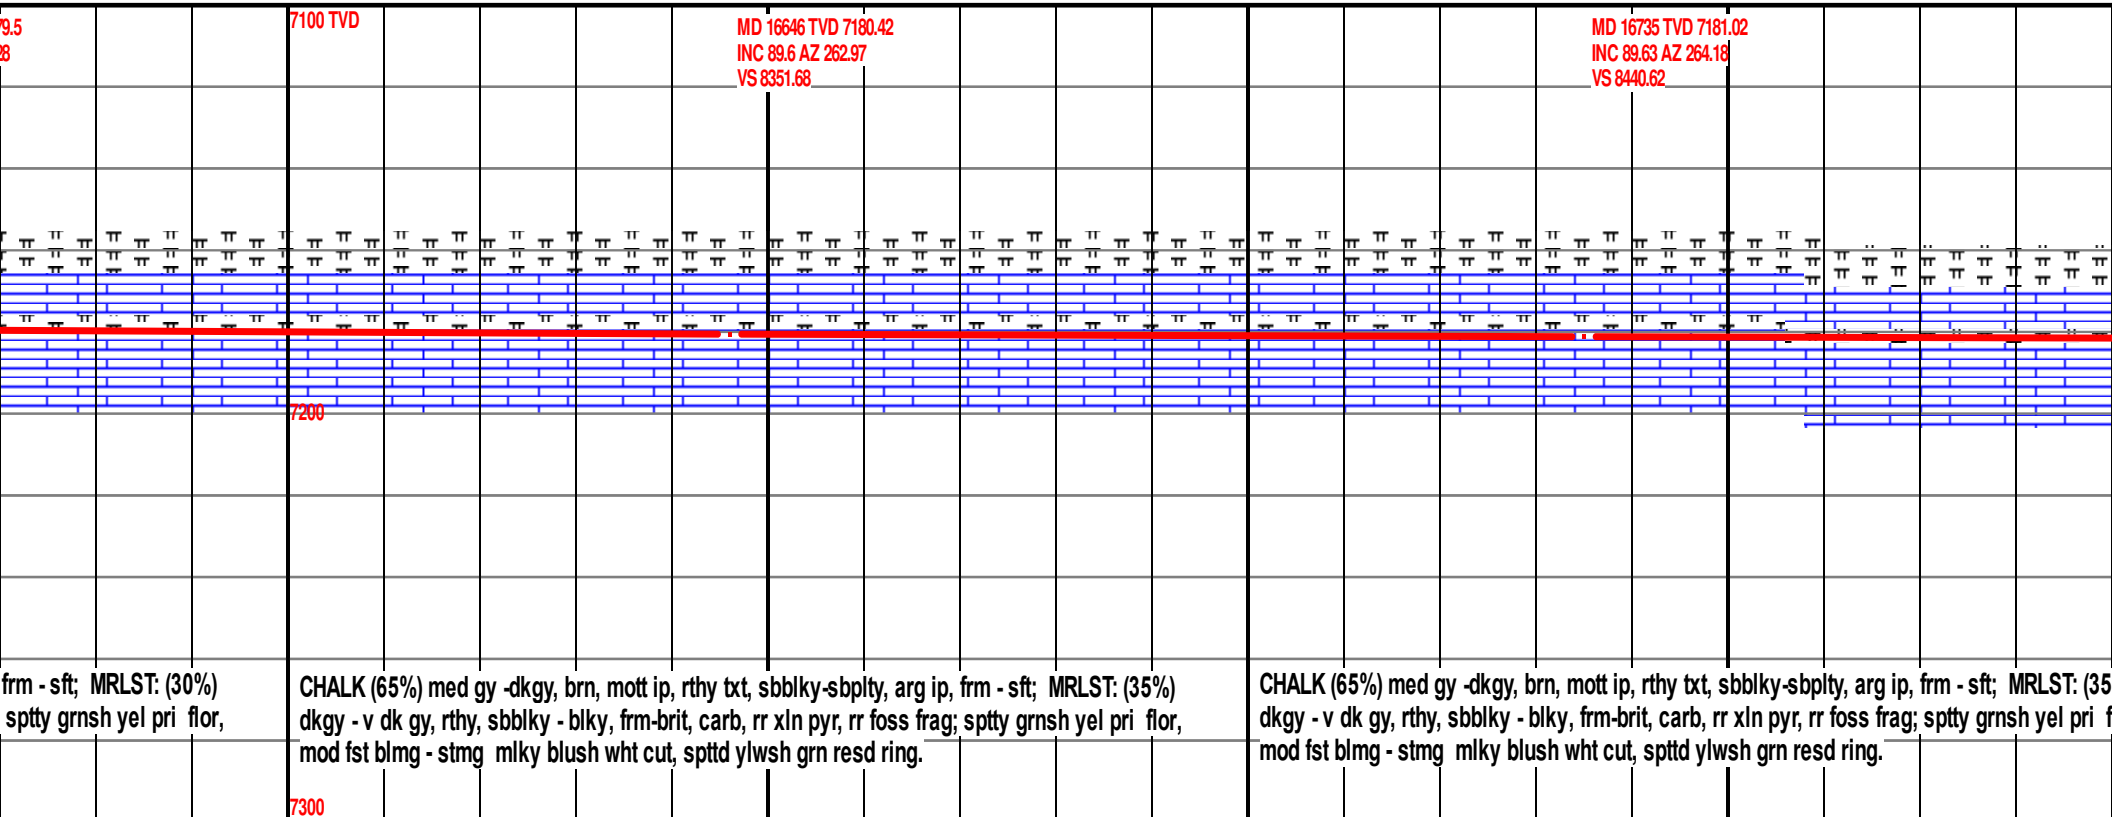 79.5
28
7100 TVD
MD 16646 TVD 7180.42
INC 89.6 AZ 262.97
VS 8351.68
MD 16735 TVD 7181.02
INC 89.63 AZ 264.18
VS 8440.62
7200
frm - sft; MRLST: (30%)
sptty grnsh yel pri flor,
CHALK (65%) med gy -dkgy, brn, mott ip, rthy txt, sbblky-sbplty, arg ip, frm - sft; MRLST: (35%)
dkgy - v dk gy, rthy, sbblky - blky, frm-brit, carb, rr xln pyr, rr foss frag; sptty grnsh yel pri flor,
mod fst blmg - stmg mlky blush wht cut, spttd ylwsh grn resd ring.
CHALK (65%) med gy -dkgy, brn, mott ip, rthy txt, sbblky-sbplty, arg ip, frm - sft; MRLST: (35
dkgy - v dk gy, rthy, sbblky - blky, frm-brit, carb, rr xln pyr, rr foss frag; sptty grnsh yel pri f
mod fst blmg - stmg mlky blush wht cut, spttd ylwsh grn resd ring.
7300